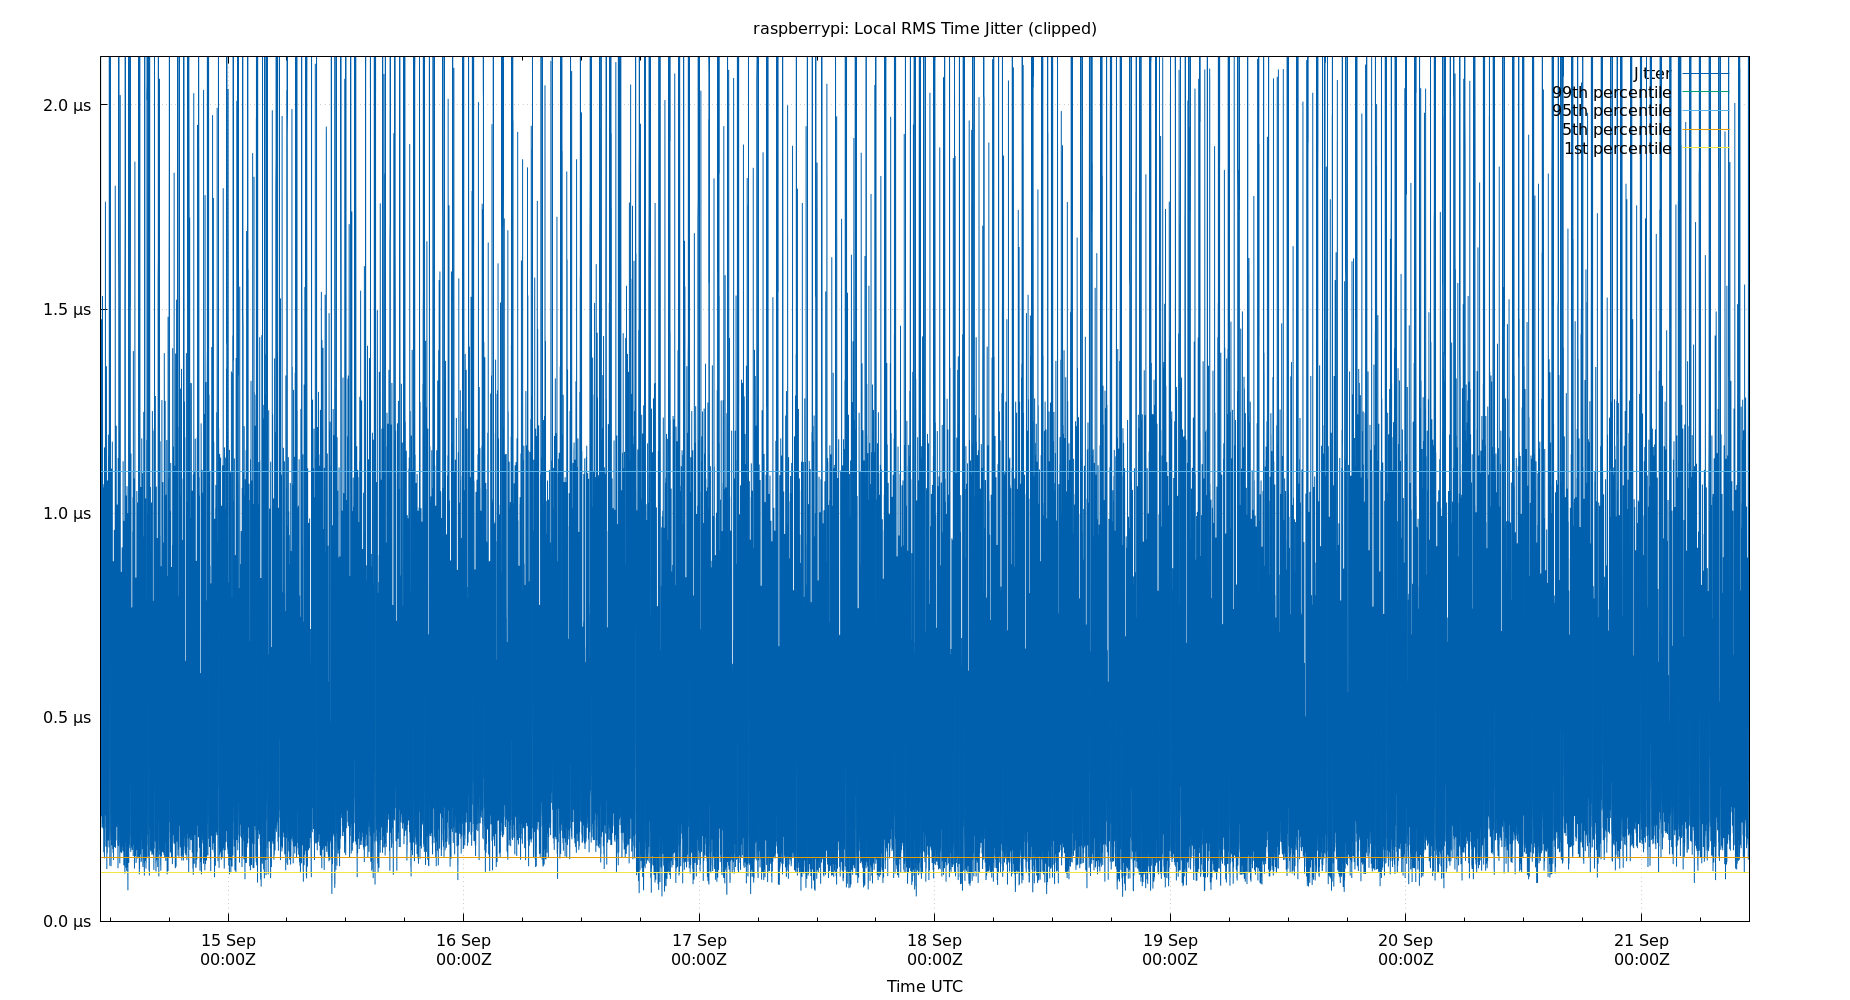 raspberrypi: Local RMS Time Jitter (clipped)
Jitter
99th percentile
95th percentile
5th percentile
1st percentile
2.0 µs
1.5 µs
1.0 µs
0.5 µs
0.0 µs
15 Sep
00:00Z
16 Sep
00:00Z
17 Sep
00:00Z
18 Sep
00:00Z
19 Sep
00:00Z
20 Sep
00:00Z
21 Sep
00:00Z
Time UTC